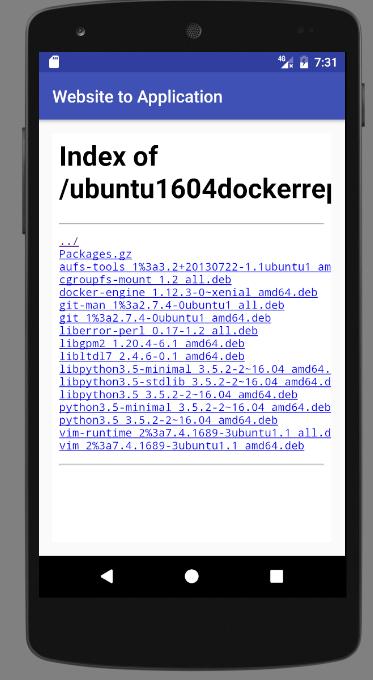 4G 7:31
Website to Application
Index of
/ubuntu1604dockerrep
../
Packages.gz
aufs-tools_1%3a3.2+20130722-1.1ubuntu1_am
cgroupfs-mount_1.2_all.deb
docker-engine_1.12.3-0~xenial_amd64.deb
git-man_1%3a2.7.4-0ubuntu1_all.deb
git_1%3a2.7.4-0ubuntu1_amd64.deb
liberror-perl_0.17-1.2_all.deb
libgpm2_1.20.4-6.1_amd64.deb
libltdl7_2.4.6-0.1_amd64.deb
libpython3.5-minimal_3.5.2-2~16.04_amd64.
libpython3.5-stdlib_3.5.2-2~16.04_amd64.d
libpython3.5_3.5.2-2~16.04_amd64.deb
python3.5-minimal_3.5.2-2~16.04_amd64.deb
python3.5_3.5.2-2~16.04_amd64.deb
vim-runtime_2%3a7.4.1689-3ubuntu1.1_all.d
vim_2%3a7.4.1689-3ubuntu1.1_amd64.deb